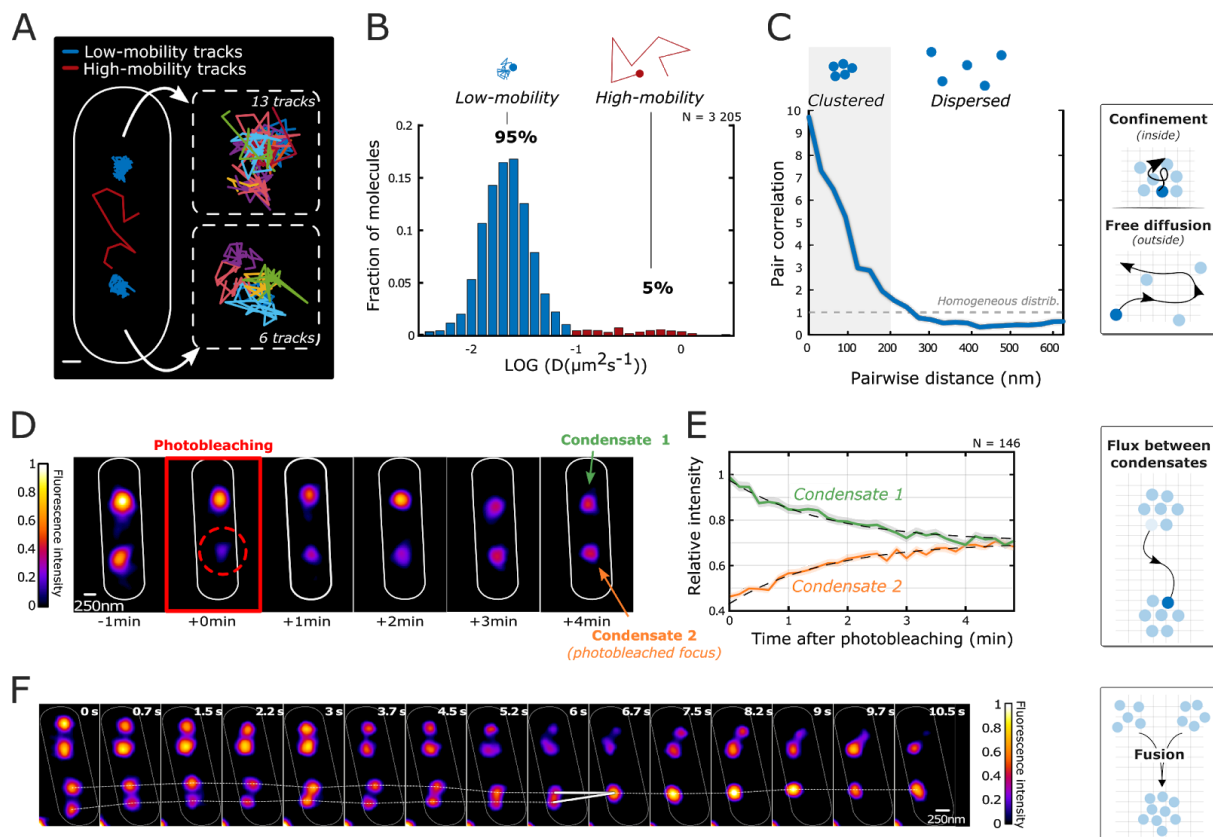 A
Low-mobility tracks
High-mobility tracks
13 tracks
6 tracks
B
Low-mobility
High-mobility
N = 3 205
95%
5%
Fraction of molecules
0.2
0.15
0.1
0.05
0
-2
-1
0
LOG (D(µm²s⁻¹)
C
Clustered
Dispersed
Pair correlation
10
9
8
7
6
5
4
3
2
1
0
Homogeneous distrib.
0
100
200
300
400
500
600
Pairwise distance (nm)
Confinement
(inside)
Free diffusion
(outside)
D
Photobleaching
Condensate 1
Fluorescence intensity
1
0.8
0.6
0.4
0.2
0
250nm
-1min
+0min
+1min
+2min
+3min
+4min
Condensate 2
(photobleached focus)
E
N = 146
Relative intensity
1
0.8
0.6
0.4
Condensate 1
Condensate 2
0
1
2
3
4
Time after photobleaching (min)
Flux between
condensates
F
0 s
0.7 s
1.5 s
2.2 s
3 s
3.7 s
4.5 s
5.2 s
6 s
6.7 s
7.5 s
8.2 s
9 s
9.7 s
10.5 s
250nm
1
0.8
0.6
0.4
0.2
0
Fluorescence intensity
Fusion